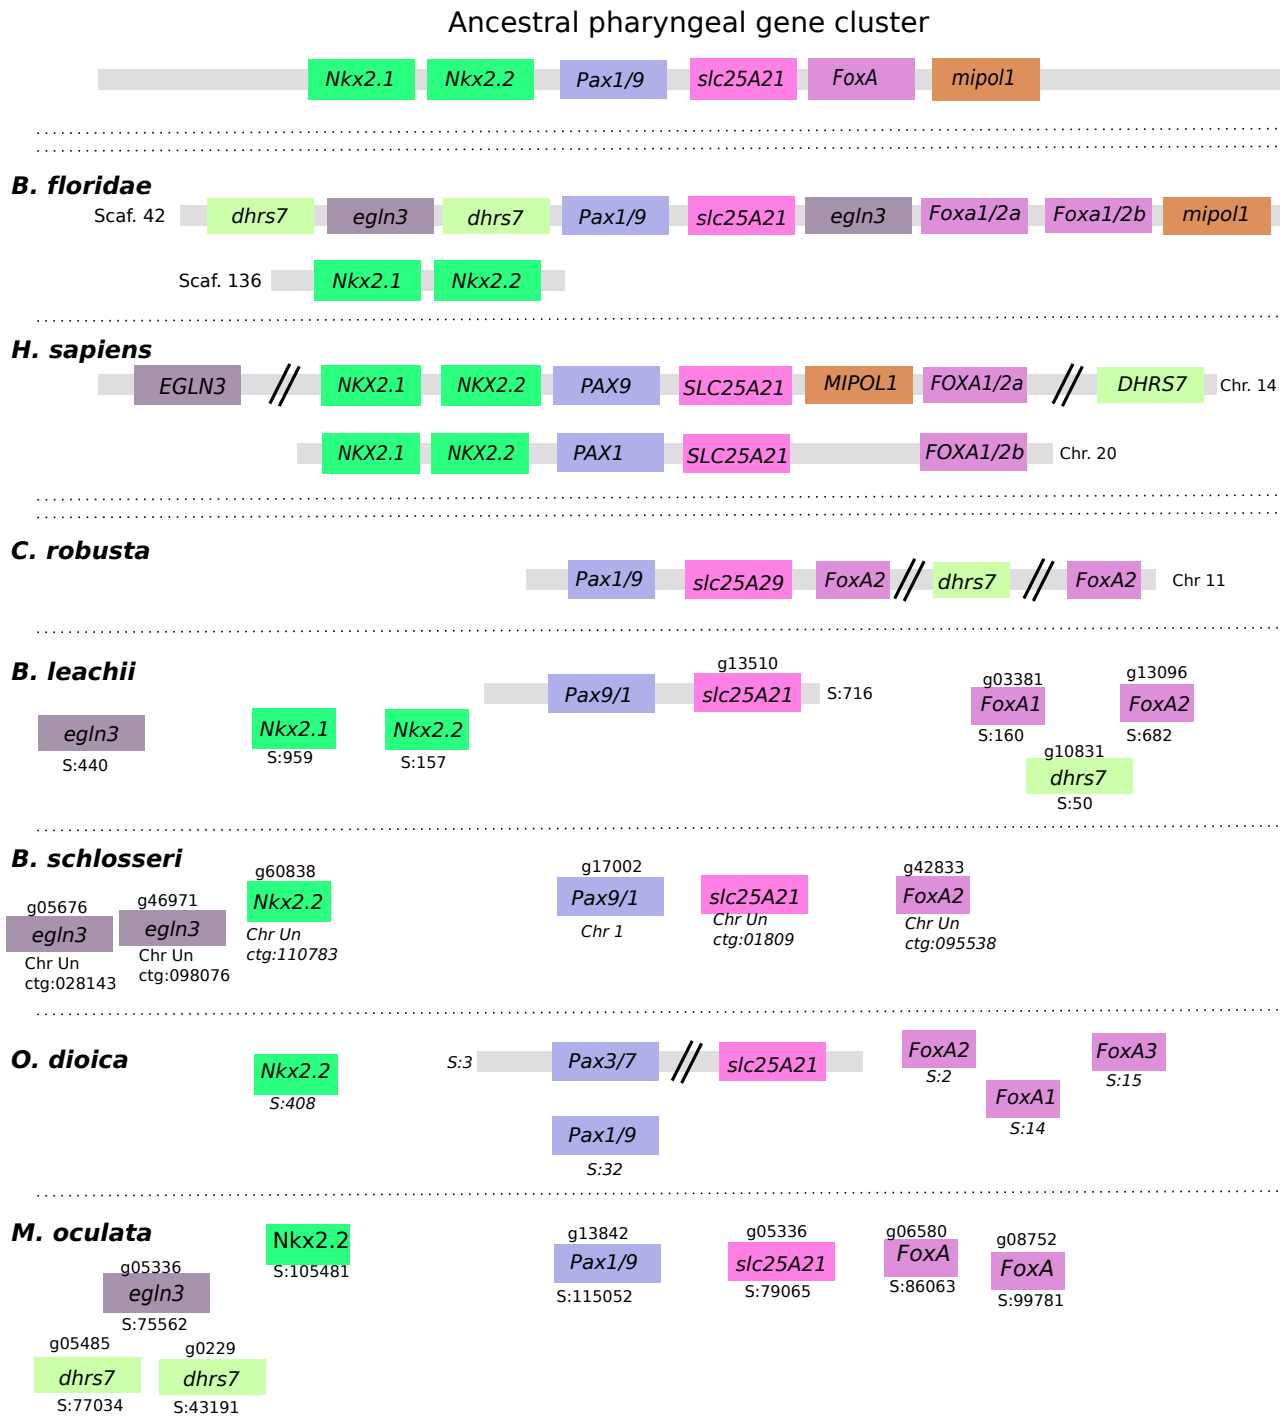 Ancestral pharyngeal gene cluster
Nkx2.1 Nkx2.2 Pax1/9 slc25A21 FoxA mipol1
B. floridae
Scaf. 42 dhrs7 egln3 dhrs7 Pax1/9 slc25A21 egln3 Foxa1/2a Foxa1/2b mipol1
Scaf. 136 Nkx2.1 Nkx2.2
H. sapiens
EGLN3 NKX2.1 NKX2.2 PAX9 SLC25A21 MIPOL1 FOXA1/2a DHRS7 Chr. 14
NKX2.1 NKX2.2 PAX1 SLC25A21 FOXA1/2b Chr. 20
C. robusta
Pax1/9 slc25A29 FoxA2 dhrs7 FoxA2 Chr 11
B. leachii
g13510 g03381 g13096
egln3 Nkx2.1 Nkx2.2 Pax9/1 slc25A21 S:716 FoxA1 FoxA2
S:440 S:959 S:157 S:160 S:682
g10831
dhrs7
S:50
B. schlosseri
g05676 g46971 g60838 g17002 g42833
egln3 egln3 Nkx2.2 Pax9/1 slc25A21 FoxA2
Chr Un Chr Un Chr Un Chr 1 Chr Un Chr Un
ctg:028143 ctg:098076 ctg:110783 ctg:01809 ctg:095538
O. dioica
Nkx2.2 S:3 Pax3/7 slc25A21 FoxA2 FoxA3
S:408 S:2 S:15
FoxA1
S:14
Pax1/9
S:32
M. oculata
Nkx2.2 g13842 g05336 g06580 g08752
S:105481 Pax1/9 slc25A21 FoxA FoxA
S:115052 S:79065 S:86063 S:99781
g05336
egln3
S:75562
g05485 g0229
dhrs7 dhrs7
S:77034 S:43191